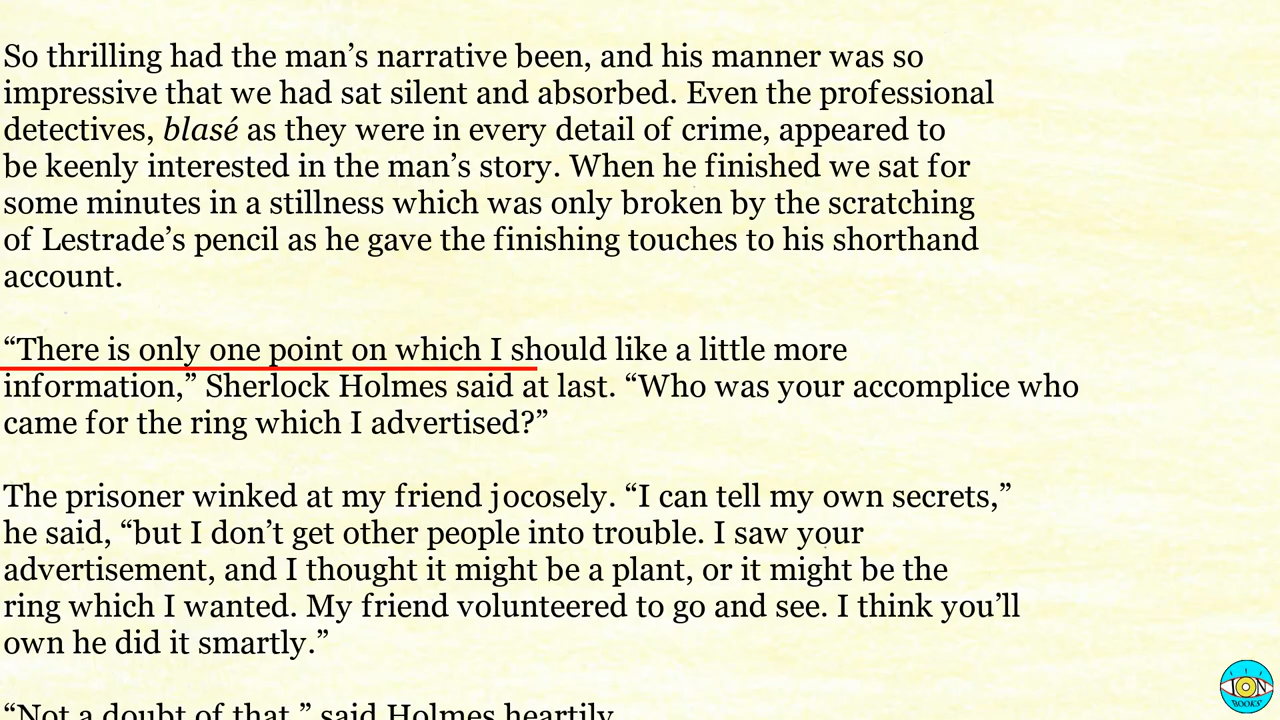 So thrilling had the man’s narrative been, and his manner was so
impressive that we had sat silent and absorbed. Even the professional
detectives, blasé as they were in every detail of crime, appeared to
be keenly interested in the man’s story. When he finished we sat for
some minutes in a stillness which was only broken by the scratching
of Lestrade’s pencil as he gave the finishing touches to his shorthand
account.
“There is only one point on which I should like a little more
information,” Sherlock Holmes said at last. “Who was your accomplice who
came for the ring which I advertised?”
The prisoner winked at my friend jocosely. “I can tell my own secrets,”
he said, “but I don’t get other people into trouble. I saw your
advertisement, and I thought it might be a plant, or it might be the
ring which I wanted. My friend volunteered to go and see. I think you’ll
own he did it smartly.”
“Not a doubt of that,” said Holmes heartily.
ION
BOOKS